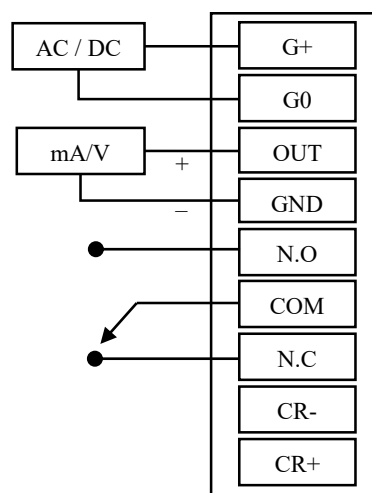 AC / DC
G+
G0
mA/V
+
OUT
–
GND
N.O
COM
N.C
CR-
CR+